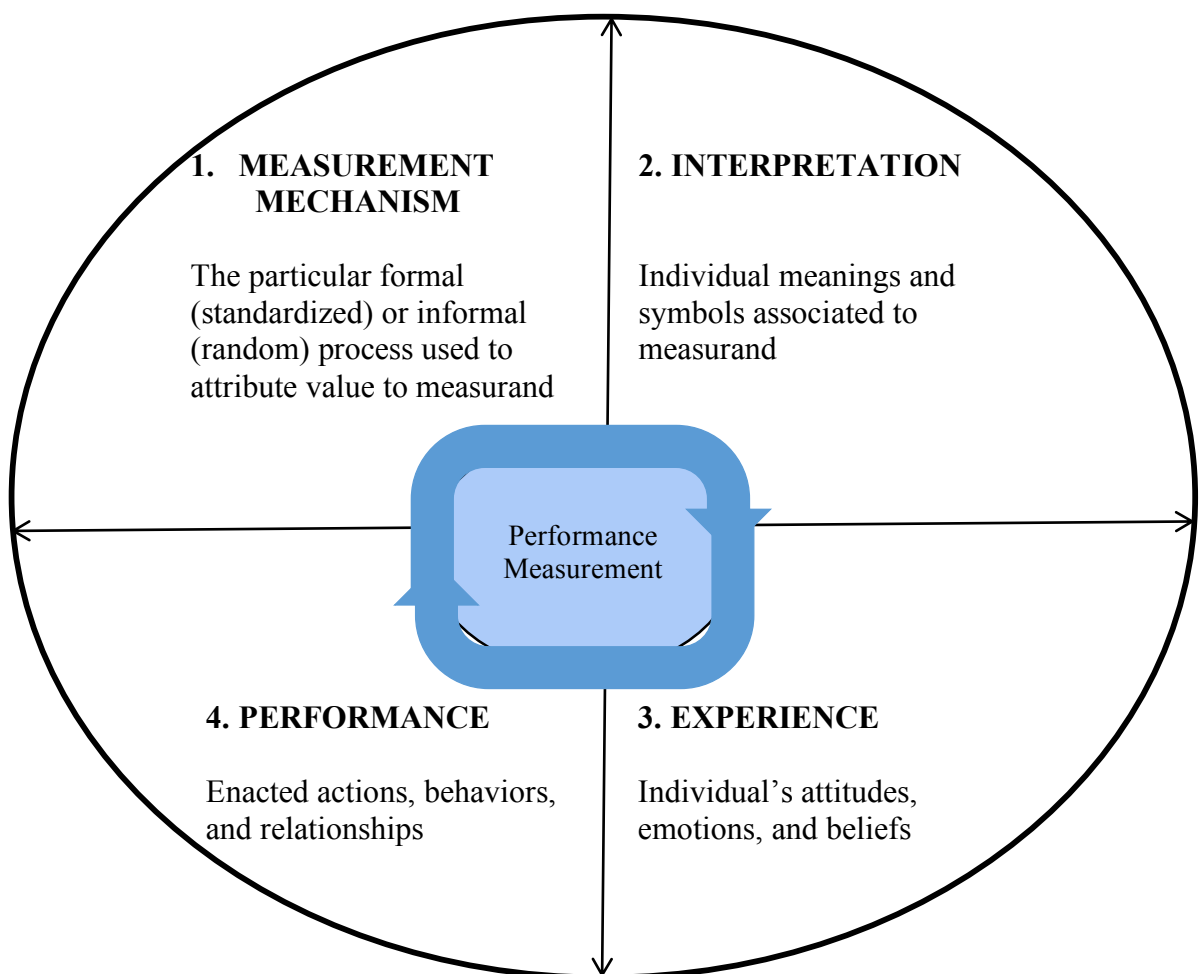 1. MEASUREMENT
MECHANISM
The particular formal
(standardized) or informal
(random) process used to
attribute value to measurand
2. INTERPRETATION
Individual meanings and
symbols associated to
measurand
Performance
Measurement
4. PERFORMANCE
Enacted actions, behaviors,
and relationships
3. EXPERIENCE
Individual’s attitudes,
emotions, and beliefs